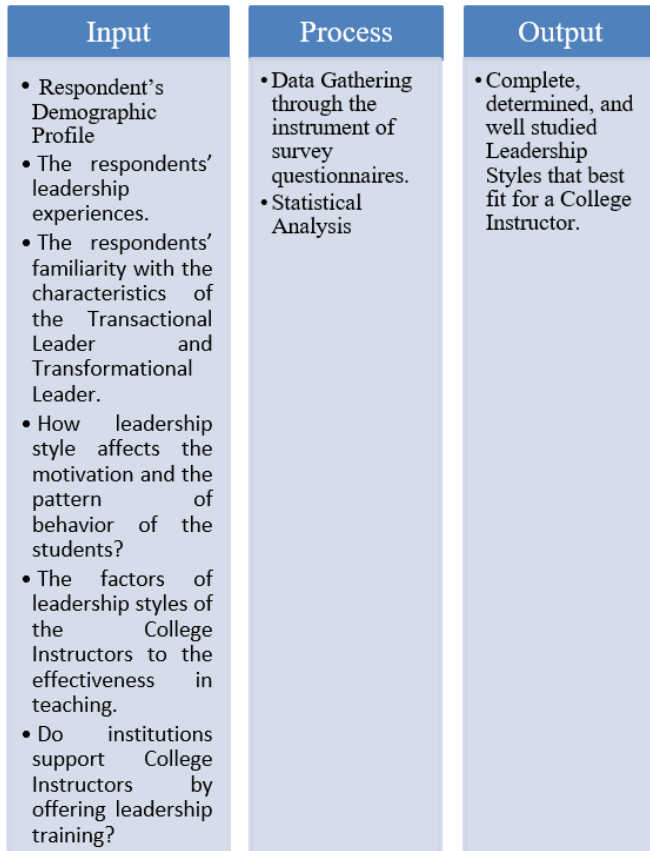 Input
• Respondent's
Demographic
Profile
• The respondents'
leadership
experiences.
• The respondents'
familiarity with the
characteristics of
the Transactional
Leader and
Transformational
Leader.
• How leadership
style affects the
motivation and the
pattern of
behavior of the
students?
• The factors of
leadership styles of
the College
Instructors to the
effectiveness in
teaching.
• Do institutions
support College
Instructors by
offering leadership
training?
Process
• Data Gathering
through the
instrument of
survey
questionnaires.
• Statistical
Analysis
Output
• Complete,
determined, and
well studied
Leadership
Styles that best
fit for a College
Instructor.